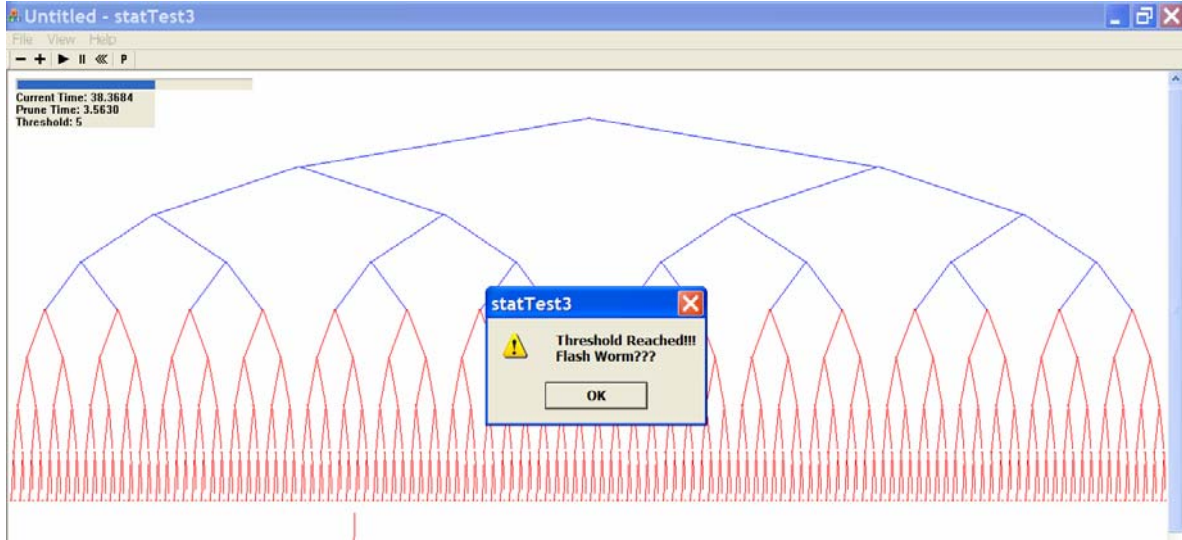 Untitled - statTest3
File View Help
P
Current Time: 38.3684
Prune Time: 3.5630
Threshold: 5
statTest3
Threshold Reached!!!
Flash Worm???
OK